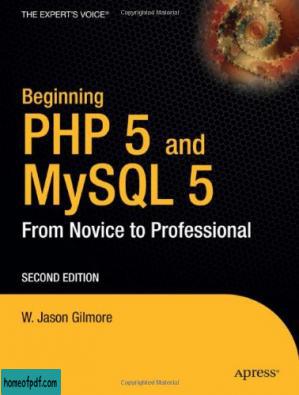 THE EXPERT'S VOICE®
Beginning
PHP 5 and
MySQL 5
From Novice to Professional
SECOND EDITION
W. Jason Gilmore
Apress®
homeofpdf.com